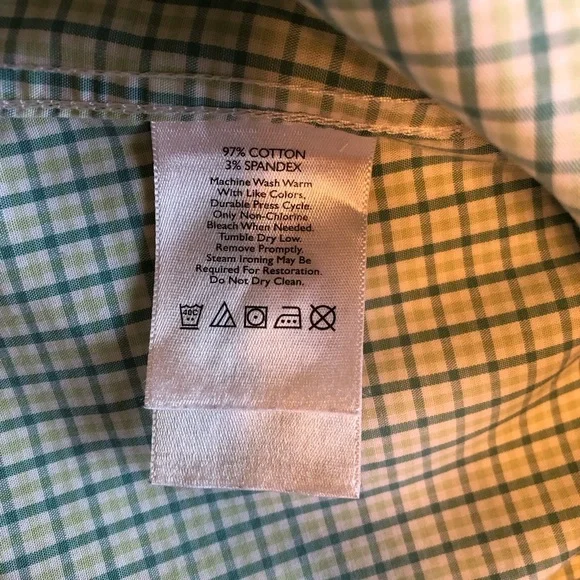 97% COTTON
3% SPANDEX
Machine Wash Warm
With Like Colors,
Durable Press Cycle.
Only Non-Chlorine
Bleach When Needed.
Tumble Dry Low.
Remove Promptly.
Steam Ironing May Be
Required For Restoration.
Do Not Dry Clean.
40C